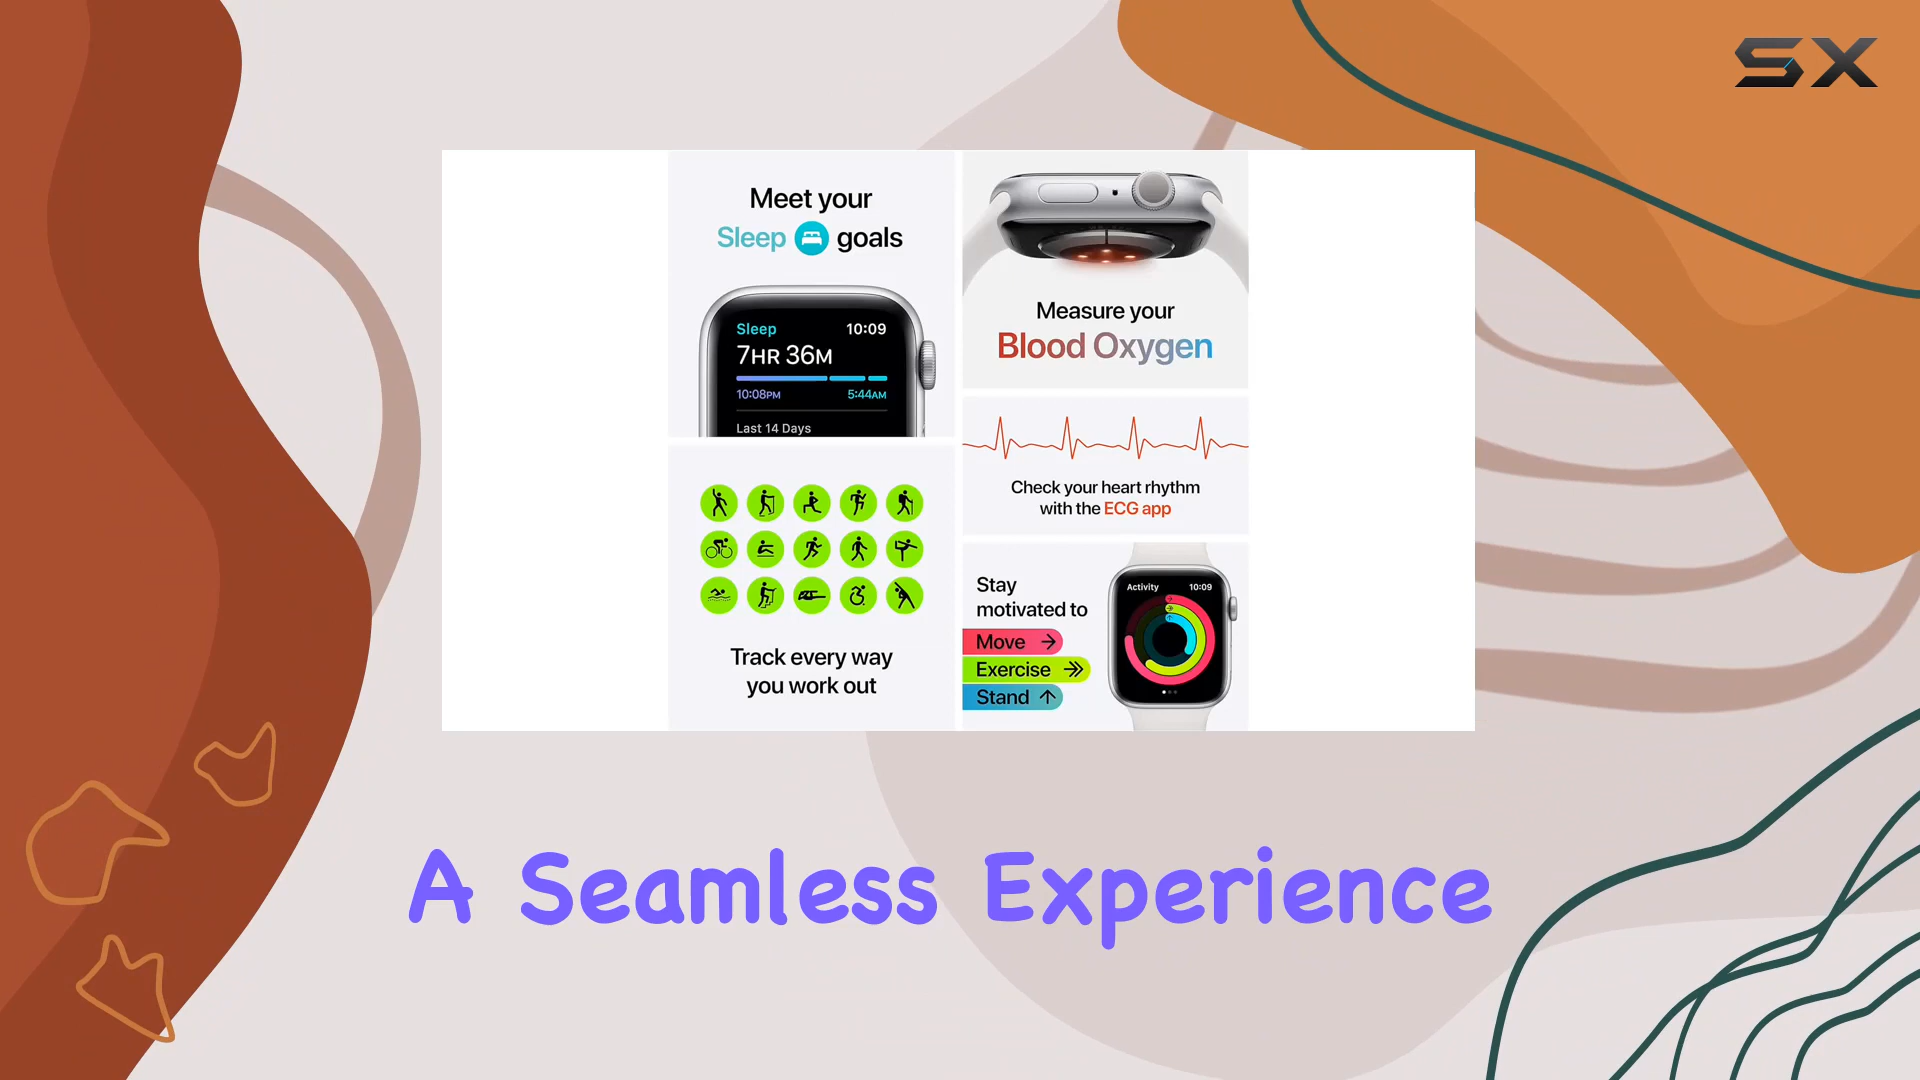 SX
Meet your
Sleep goals
Sleep 10:09
7HR 36M
10:08PM 5:44AM
Last 14 Days
Track every way
you work out
Measure your
Blood Oxygen
Check your heart rhythm
with the ECG app
Stay
motivated to
Move
Exercise
Stand
Activity 10:09
A Seamless Experience